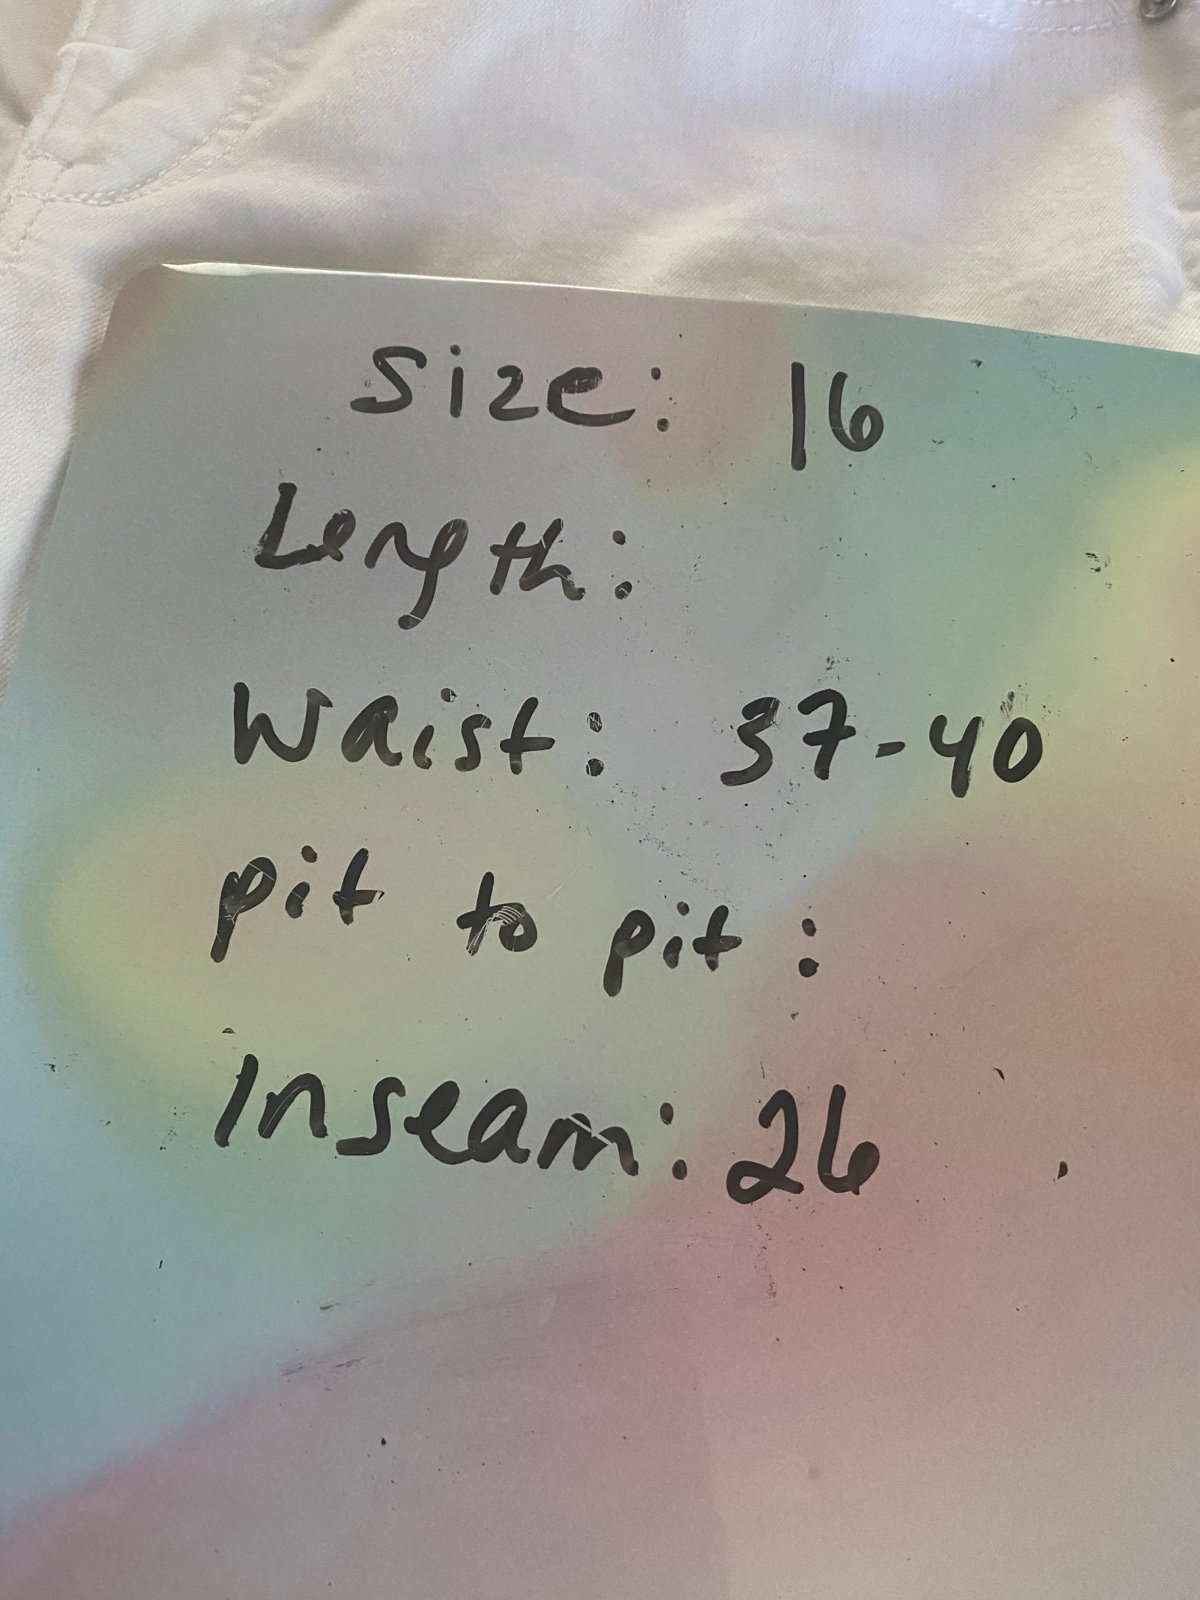 Size: 16
Length:
Waist: 37-40
pit to pit:
Inseam: 26